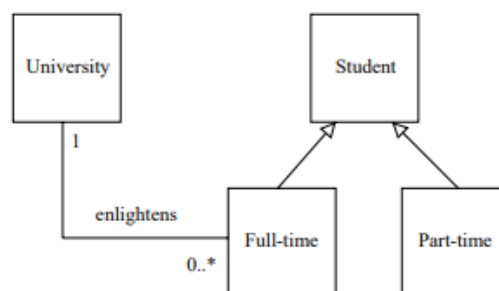 University
Student
1
enlightens
Full-time
Part-time
0..*